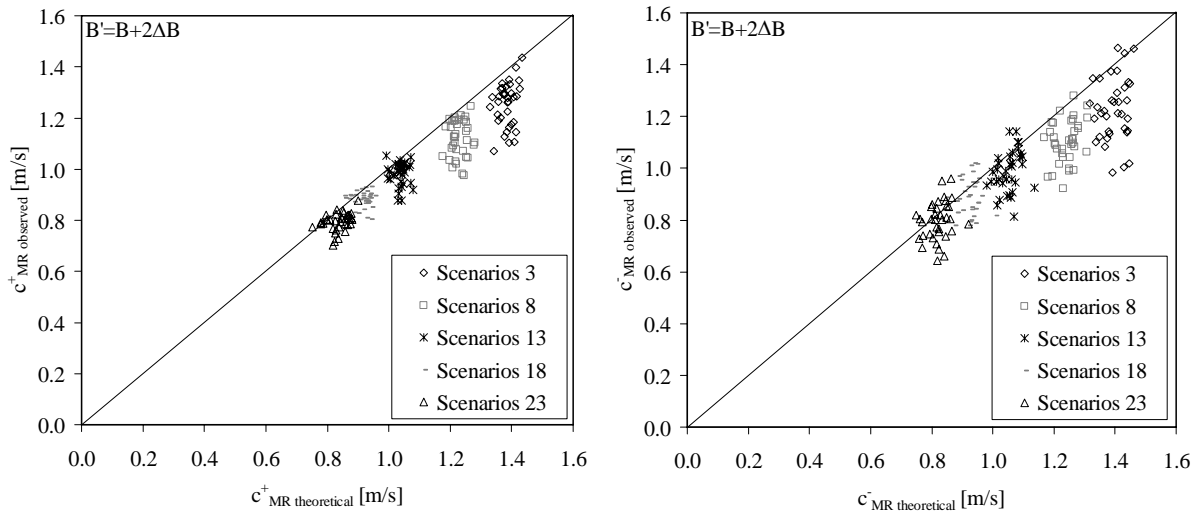 B'=B+2ΔB
1.6
1.4
1.2
1.0
0.8
0.6
0.4
0.2
0.0
c⁺MR observed [m/s]
Scenarios 3
Scenarios 8
Scenarios 13
Scenarios 18
Scenarios 23
0.0 0.2 0.4 0.6 0.8 1.0 1.2 1.4 1.6
c⁺MR theoretical [m/s]
B'=B+2ΔB
1.6
1.4
1.2
1.0
0.8
0.6
0.4
0.2
0.0
c⁻MR observed [m/s]
Scenarios 3
Scenarios 8
Scenarios 13
Scenarios 18
Scenarios 23
0.0 0.2 0.4 0.6 0.8 1.0 1.2 1.4 1.6
c⁻MR theoretical [m/s]